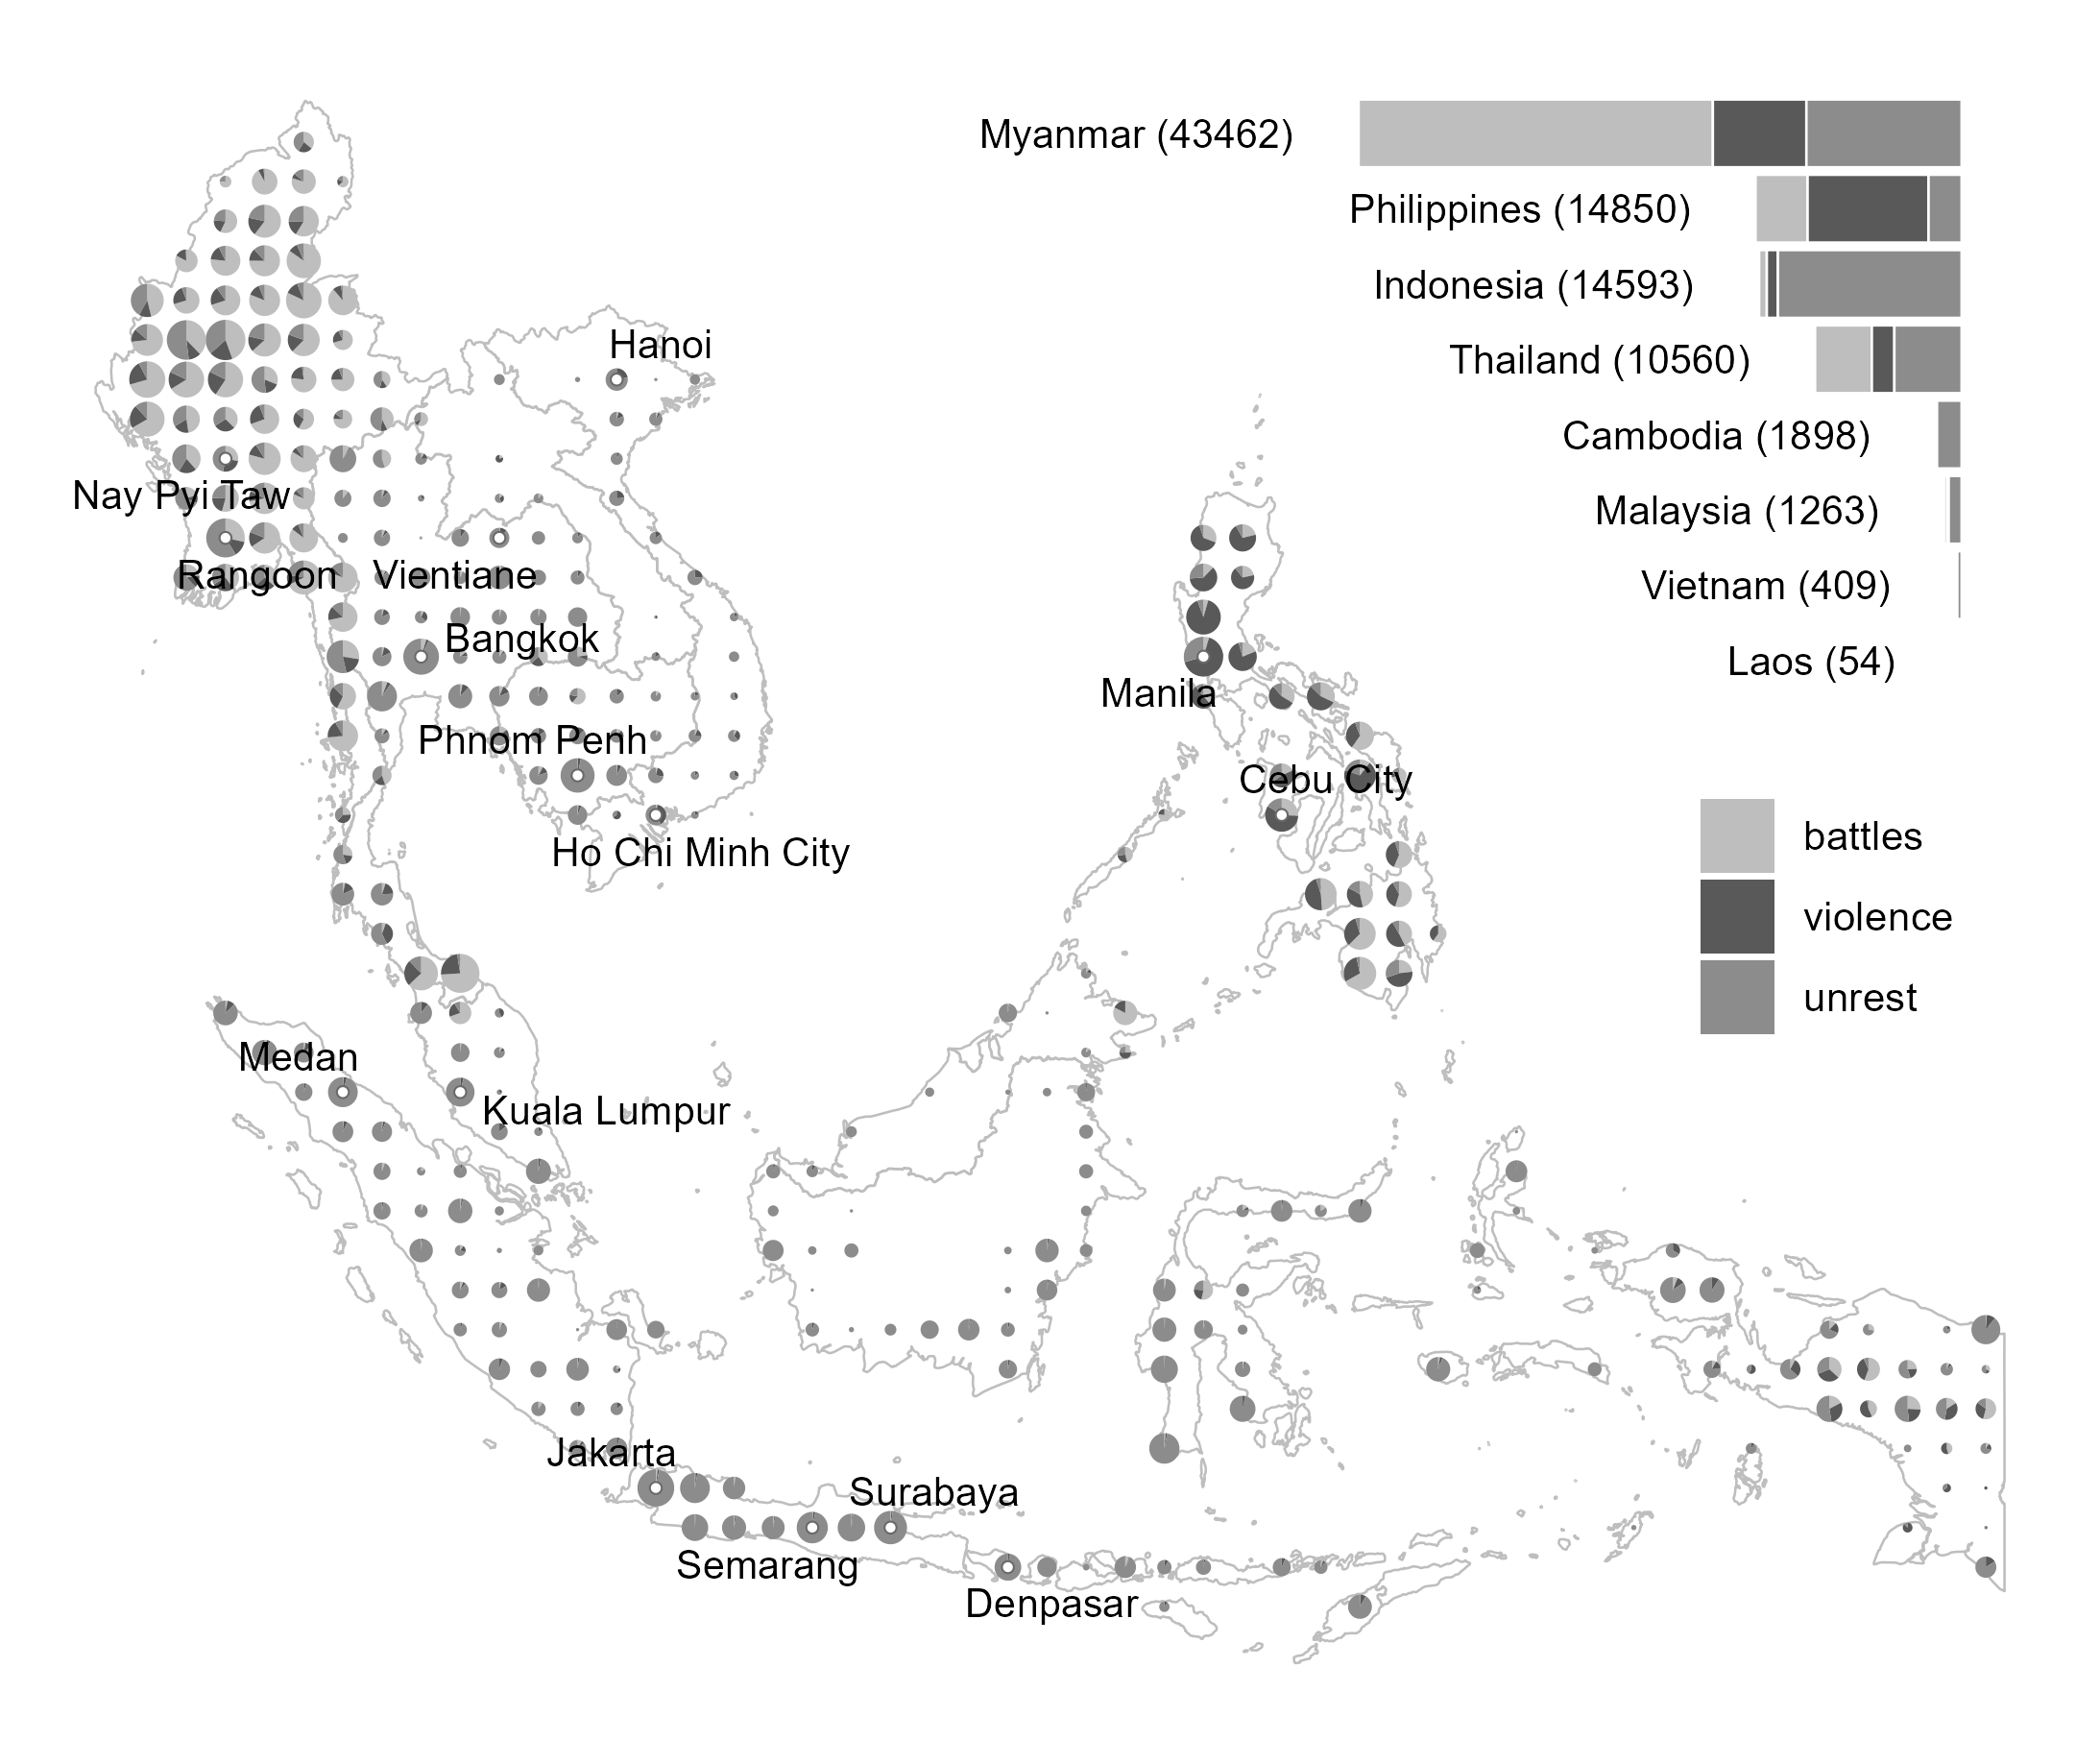 Myanmar (43462)
Philippines (14850)
Indonesia (14593)
Thailand (10560)
Cambodia (1898)
Malaysia (1263)
Vietnam (409)
Laos (54)
Hanoi
Nay Pyi Taw
Rangoon
Vientiane
Bangkok
Manila
Phnom Penh
Cebu City
Ho Chi Minh City
battles
violence
unrest
Medan
Kuala Lumpur
Jakarta
Surabaya
Semarang
Denpasar